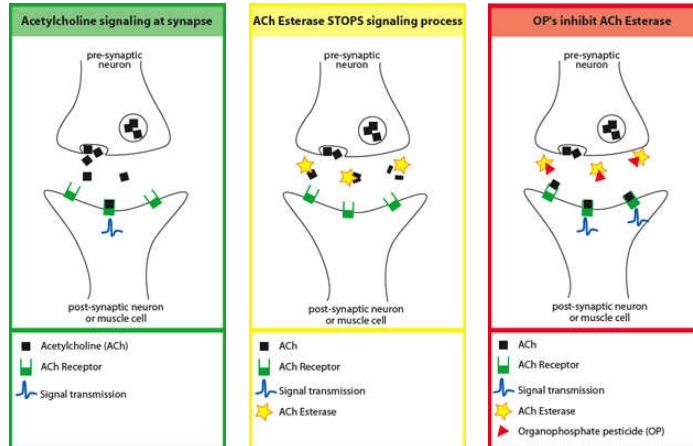 Acetylcholine signaling at synapse
pre-synaptic
neuron
post-synaptic neuron
or muscle cell
Acetylcholine (ACh)
ACh Receptor
Signal transmission
ACh Esterase STOPS signaling process
pre-synaptic
neuron
post-synaptic neuron
or muscle cell
ACh
ACh Receptor
Signal transmission
ACh Esterase
OP's inhibit ACh Esterase
pre-synaptic
neuron
post-synaptic neuron
or muscle cell
ACh
ACh Receptor
Signal transmission
ACh Esterase
Organophosphate pesticide (OP)